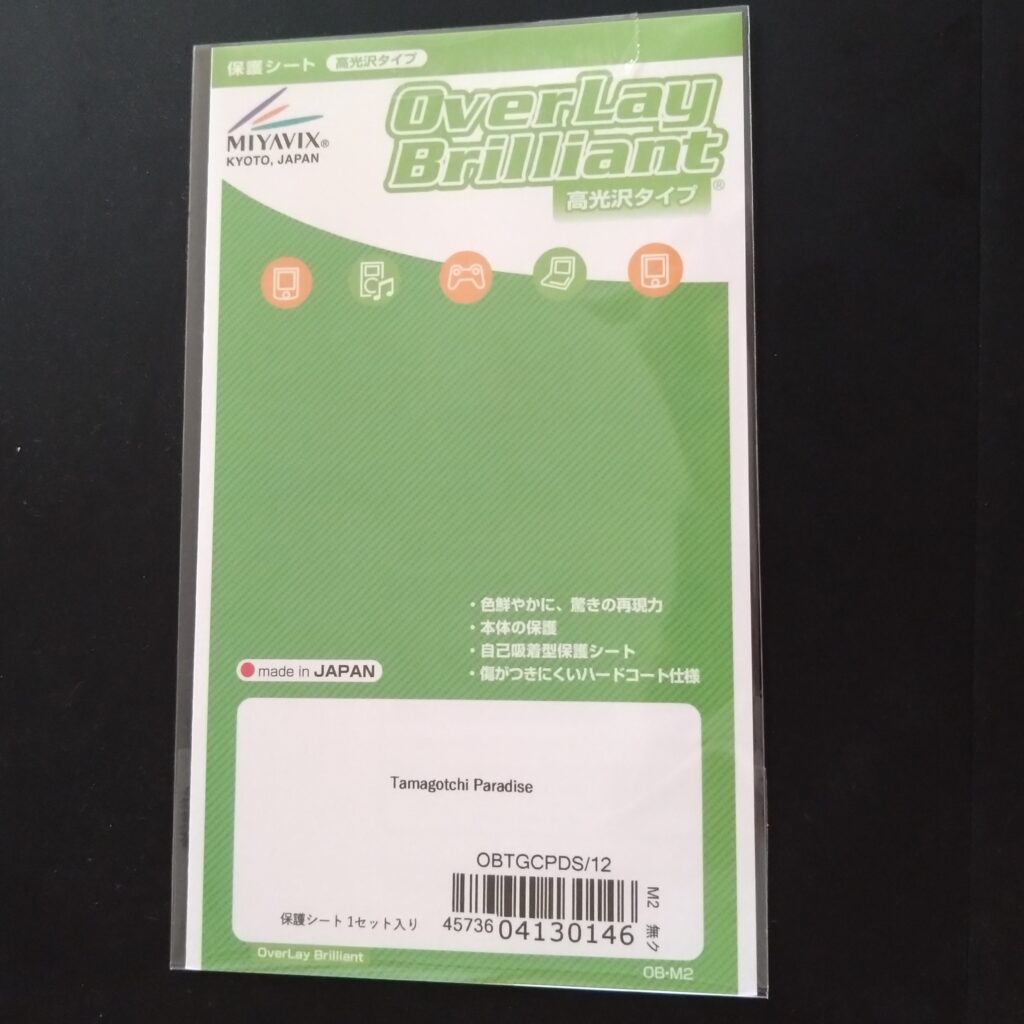 保護シート 高光沢タイプ
MIYAVIX®
KYOTO, JAPAN
OverLay
Brilliant®
高光沢タイプ
・色鮮やかに、驚きの再現力
・本体の保護
・自己吸着型保護シート
・傷がつきにくいハードコート仕様
made in JAPAN
Tamagotchi Paradise
OBTGCPDS/12
保護シート 1セット入り
45736 04130146
M2 無ク
OverLay Brilliant
OB・M2